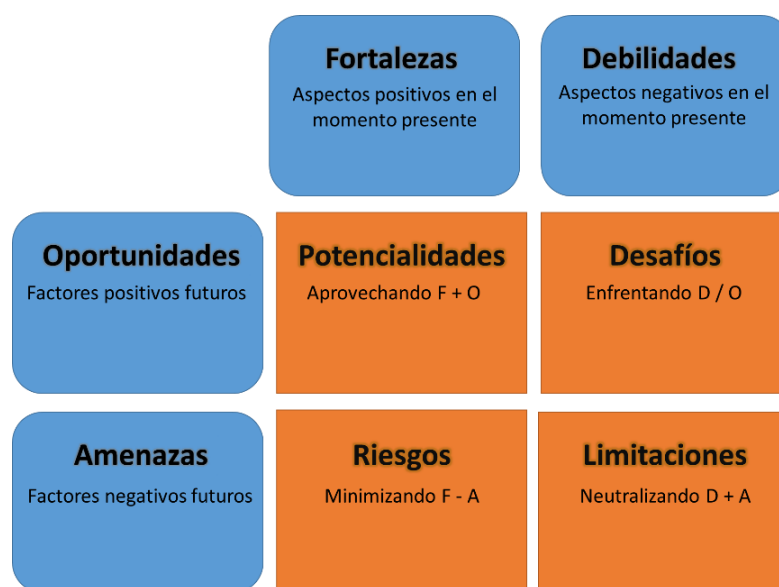 Fortalezas
Aspectos positivos en el
momento presente
Debilidades
Aspectos negativos en el
momento presente
Oportunidades
Factores positivos futuros
Potencialidades
Aprovechando F + O
Desafíos
Enfrentando D / O
Amenazas
Factores negativos futuros
Riesgos
Minimizando F - A
Limitaciones
Neutralizando D + A